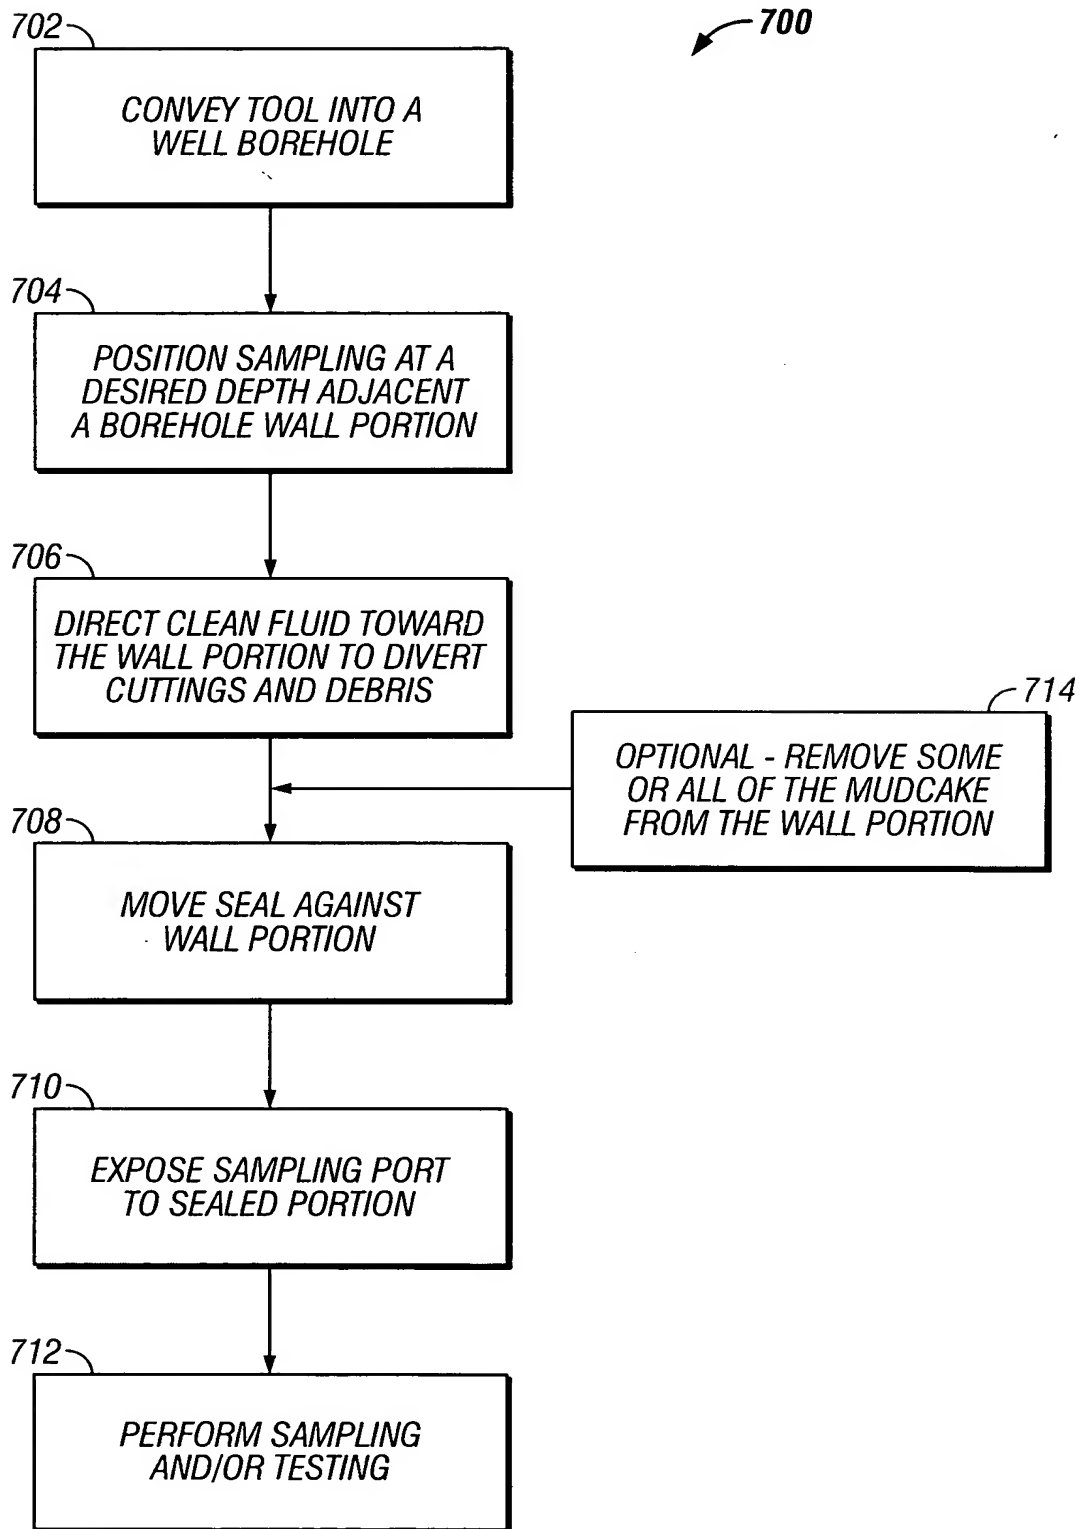 700
702
CONVEY TOOL INTO A
WELL BOREHOLE
704
POSITION SAMPLING AT A
DESIRED DEPTH ADJACENT
A BOREHOLE WALL PORTION
706
DIRECT CLEAN FLUID TOWARD
THE WALL PORTION TO DIVERT
CUTTINGS AND DEBRIS
714
OPTIONAL - REMOVE SOME
OR ALL OF THE MUDCAKE
FROM THE WALL PORTION
708
MOVE SEAL AGAINST
WALL PORTION
710
EXPOSE SAMPLING PORT
TO SEALED PORTION
712
PERFORM SAMPLING
AND/OR TESTING